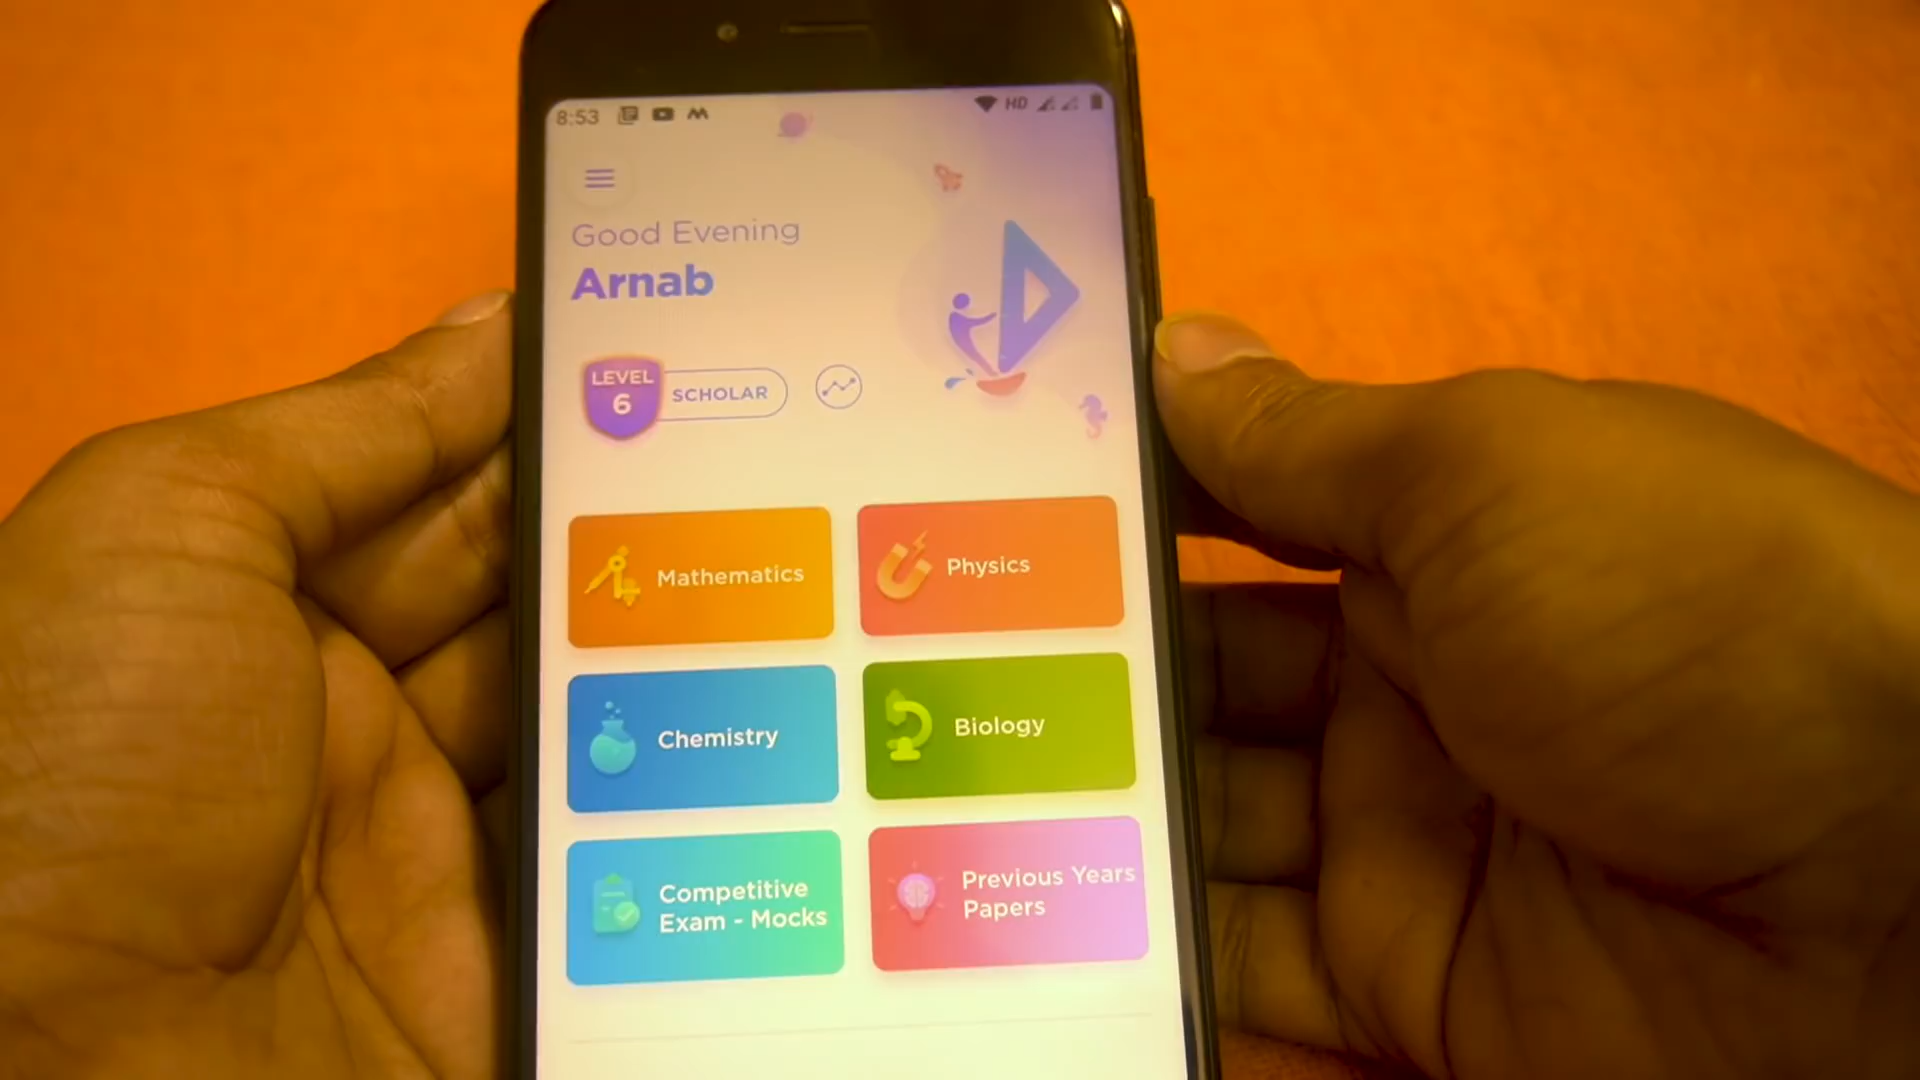 8:53
HD
Good Evening
Arnab
LEVEL
6
SCHOLAR
Mathematics
Physics
Chemistry
Biology
Competitive
Exam - Mocks
Previous Years
Papers